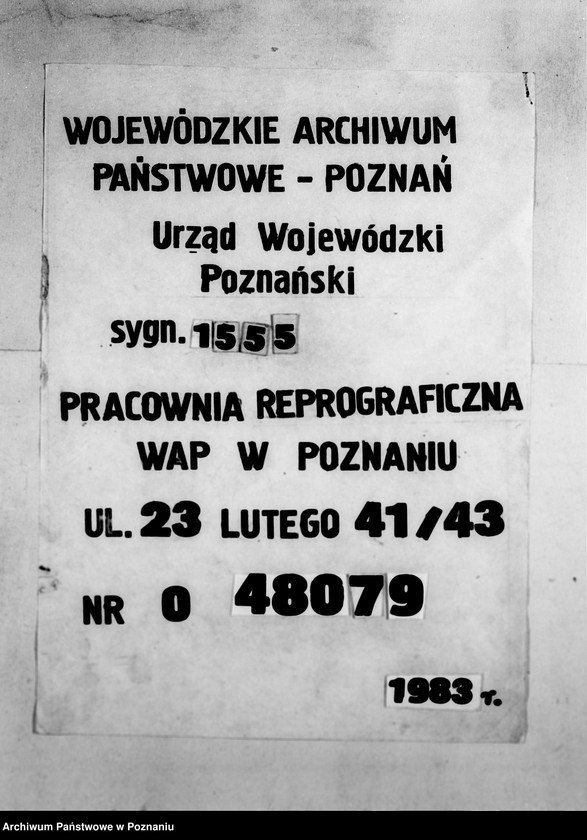 WOJEWÓDZKIE ARCHIWUM
PAŃSTWOWE - POZNAŃ
Urząd Wojewódzki
Poznański
sygn. 1555
PRACOWNIA REPROGRAFICZNA
WAP W POZNANIU
UL. 23 LUTEGO 41/43
NR O 48079
1983 r.
Archiwum Państwowe w Poznaniu